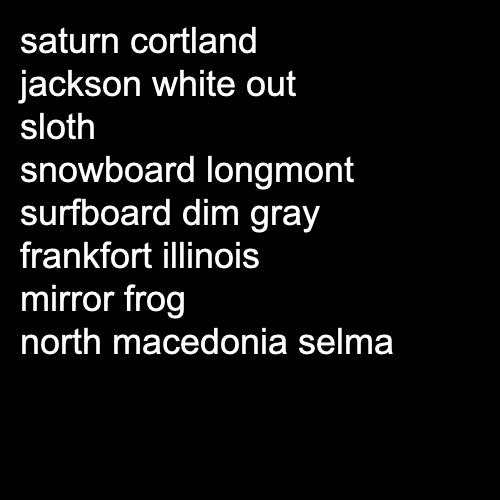 saturn cortland
jackson white out
sloth
snowboard longmont
surfboard dim gray
frankfort illinois
mirror frog
north macedonia selma